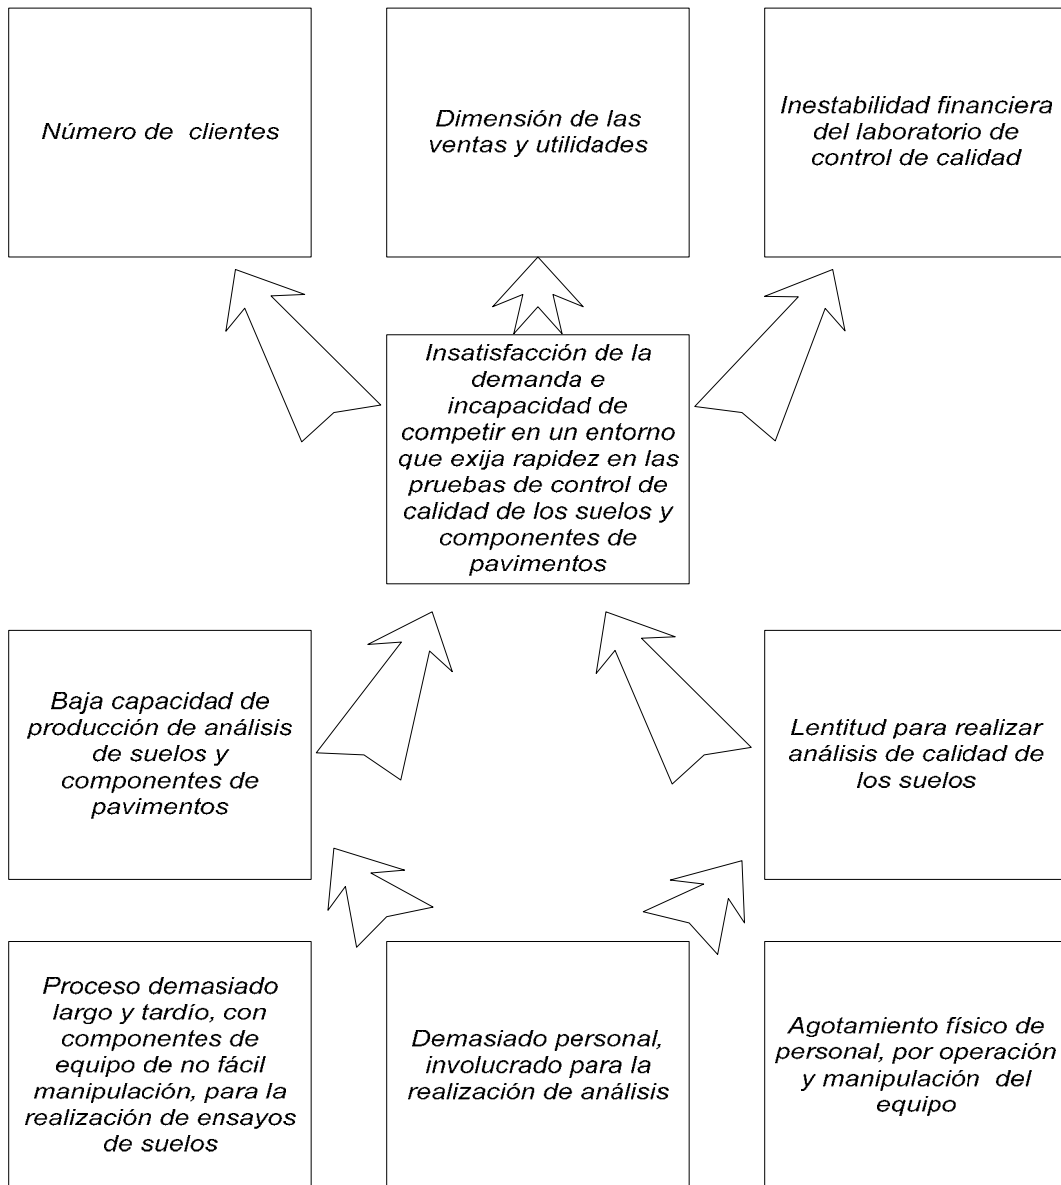 Número de clientes
Dimensión de las
ventas y utilidades
Inestabilidad financiera
del laboratorio de
control de calidad
Insatisfacción de la
demanda e
incapacidad de
competir en un entorno
que exija rapidez en las
pruebas de control de
calidad de los suelos y
componentes de
pavimentos
Baja capacidad de
producción de análisis
de suelos y
componentes de
pavimentos
Lentitud para realizar
análisis de calidad de
los suelos
Proceso demasiado
largo y tardío, con
componentes de
equipo de no fácil
manipulación, para la
realización de ensayos
de suelos
Demasiado personal,
involucrado para la
realización de análisis
Agotamiento físico de
personal, por operación
y manipulación del
equipo